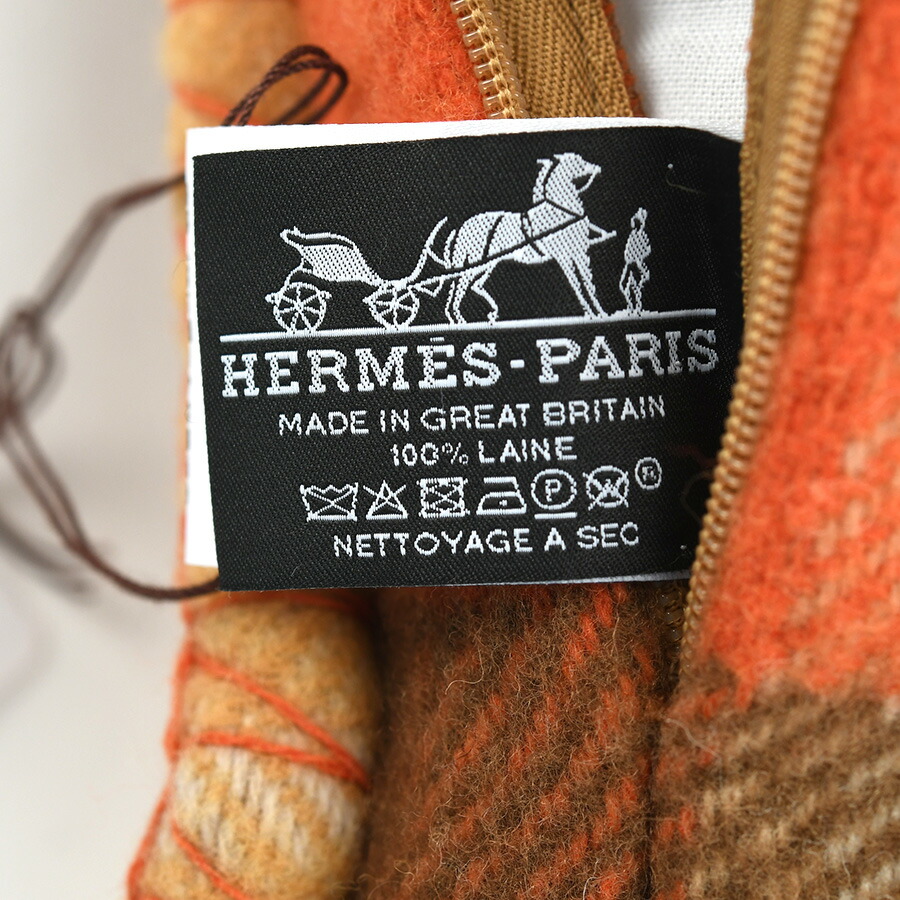 HERMÈS-PARIS
MADE IN GREAT BRITAIN
100% LAINE
P ®
NETTOYAGE A SEC